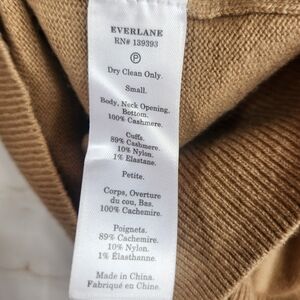 EVERLANE
RN# 139393
P
Dry Clean Only.
Small.
Body, Neck Opening,
Bottom.
100% Cashmere.
Cuffs.
89% Cashmere.
10% Nylon.
1% Elastane.
Petite.
Corps, Overture
du cou, Bas.
100% Cachemire.
Poignets.
89% Cachemire.
10% Nylon.
1% Élasthanne.
Made in China.
Fabriqué en Chine.